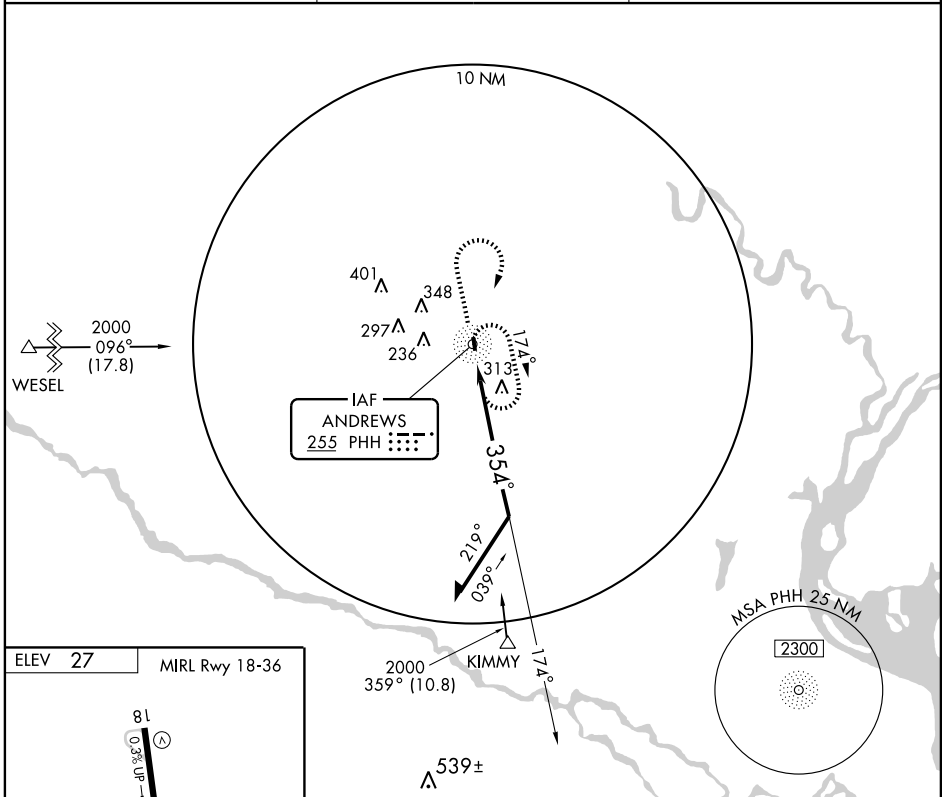 10 NM
401
348
297
236
313
174°
2000
096°
(17.8)
WESEL
IAF
ANDREWS
255 PHH
354°
219°
039°
MSA PHH 25 NM
2300
KIMMY
2000
359° (10.8)
174°
ELEV 27
MIRL Rwy 18-36
18
V
0.3% UP
539±